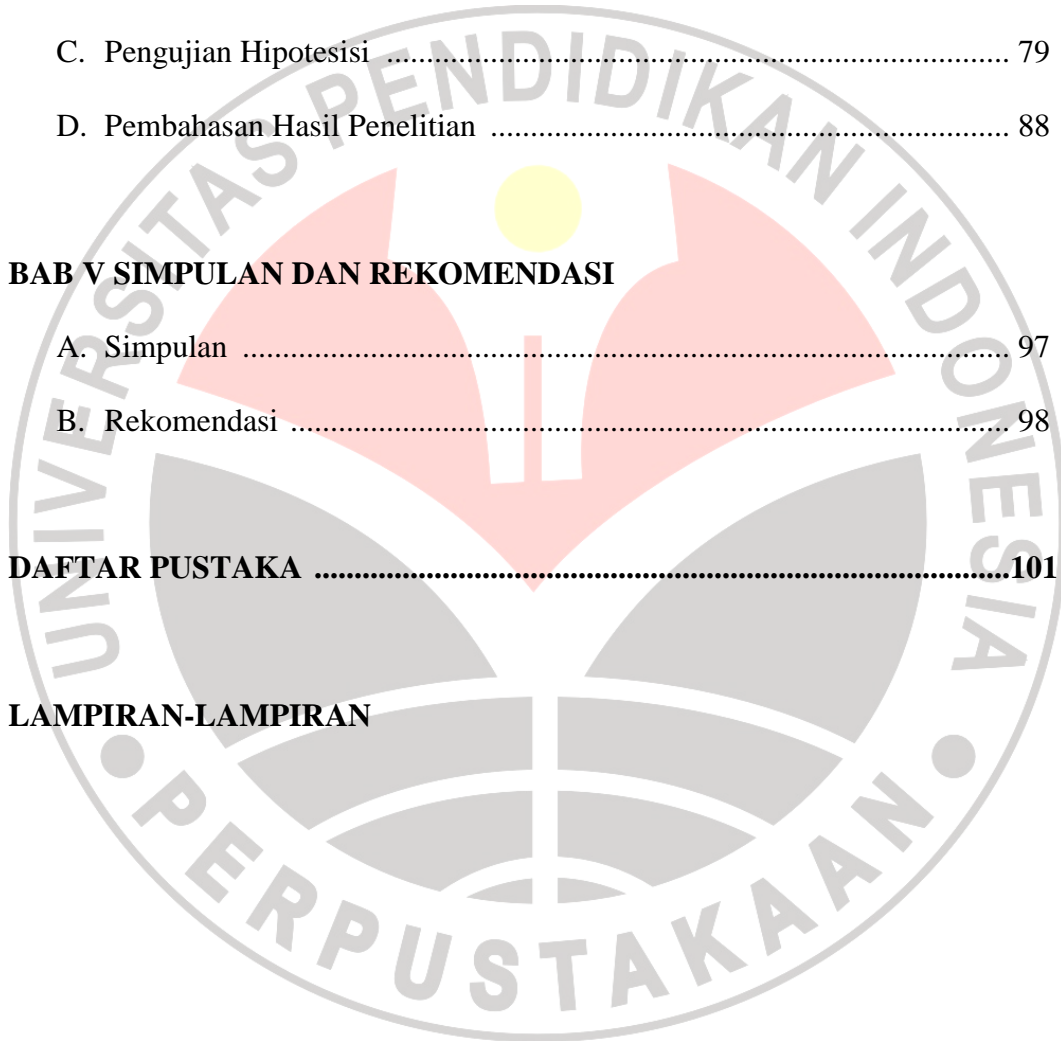 C. Pengujian Hipotesisi ............................................................................... 79
D. Pembahasan Hasil Penelitian .................................................................. 88
BAB V SIMPULAN DAN REKOMENDASI
A. Simpulan ................................................................................................. 97
B. Rekomendasi ........................................................................................... 98
DAFTAR PUSTAKA .......................................................................................101
LAMPIRAN-LAMPIRAN
UNIVERSITAS PENDIDIKAN INDONESIA
PERPUSTAKAAN